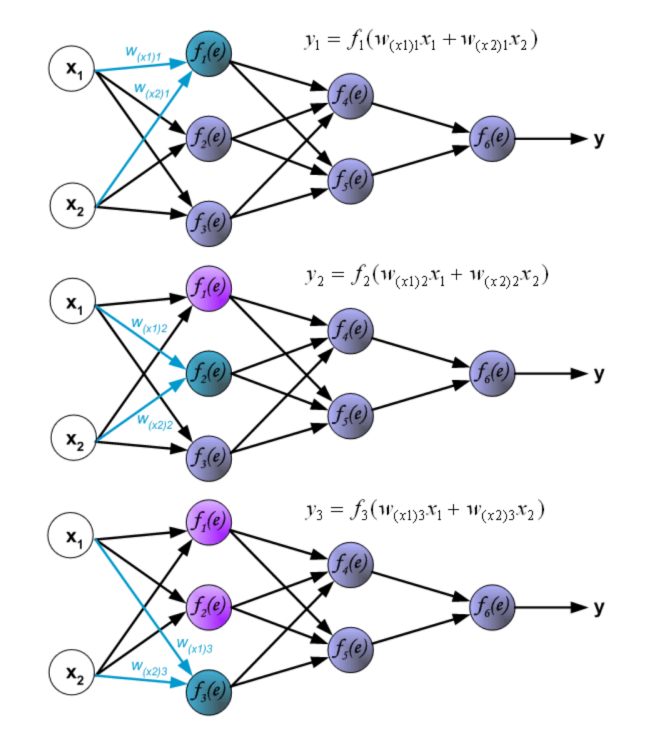 y₁ = f₁(w₍ₓ₁₎₁x₁ + w₍ₓ₂₎₁x₂)
w(x1)1
f₁(e)
x₁
w(x2)1
f₄(e)
f₂(e)
f₆(e)
y
f₅(e)
x₂
f₃(e)
y₂ = f₂(w₍ₓ₁₎₂x₁ + w₍ₓ₂₎₂x₂)
f₁(e)
x₁
w(x1)2
f₄(e)
f₂(e)
f₆(e)
y
w(x2)2
f₅(e)
x₂
f₃(e)
y₃ = f₃(w₍ₓ₁₎₃x₁ + w₍ₓ₂₎₃x₂)
f₁(e)
x₁
f₄(e)
f₂(e)
f₆(e)
y
w(x1)3
f₅(e)
x₂
w(x2)3
f₃(e)